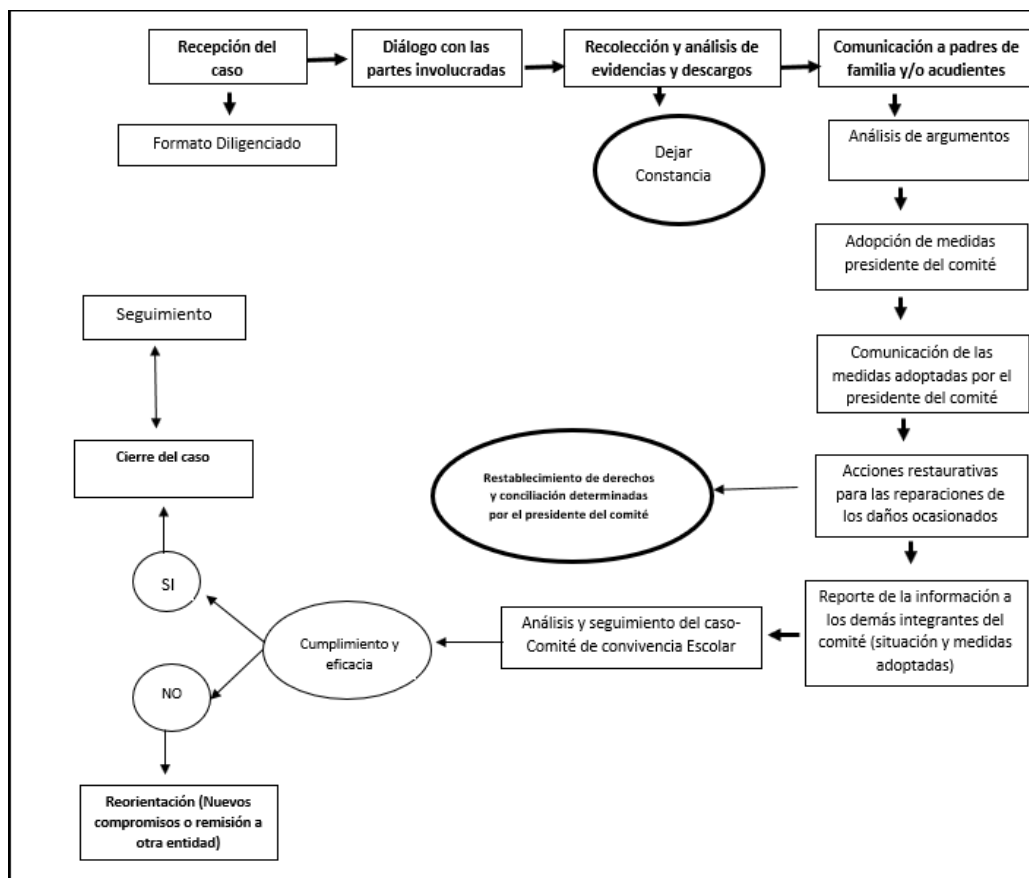 Recepción del
caso
Diálogo con las
partes involucradas
Recolección y análisis de
evidencias y descargos
Comunicación a padres de
familia y/o acudientes
Formato Diligenciado
Dejar
Constancia
Análisis de argumentos
Adopción de medidas
presidente del comité
Comunicación de las
medidas adoptadas por el
presidente del comité
Acciones restaurativas
para las reparaciones de
los daños ocasionados
Restablecimiento de derechos
y conciliación determinadas
por el presidente del comité
Reporte de la información a
los demás integrantes del
comité (situación y medidas
adoptadas)
Análisis y seguimiento del caso-
Comité de convivencia Escolar
Cumplimiento y
eficacia
SI
NO
Cierre del caso
Seguimiento
Reorientación (Nuevos
compromisos o remisión a
otra entidad)